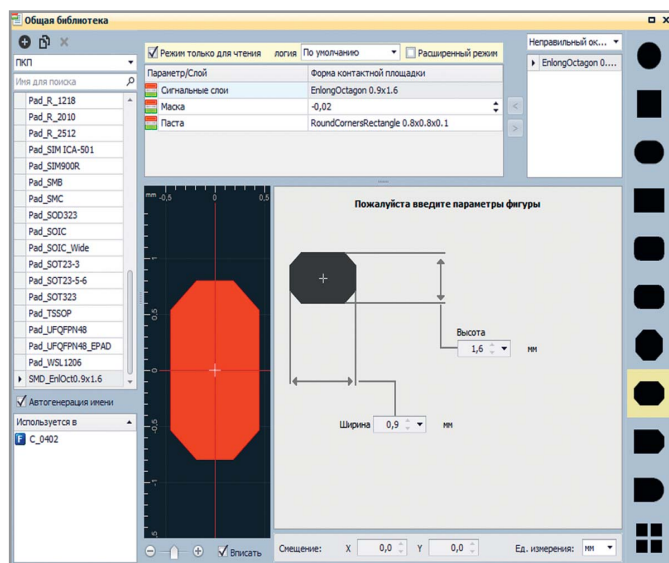 Общая библиотека
ПКП
Имя для поиска
Pad_R_1218
Pad_R_2010
Pad_R_2512
Pad_SIM ICA-501
Pad_SIM900R
Pad_SMB
Pad_SMC
Pad_SOD323
Pad_SOIC
Pad_SOIC_Wide
Pad_SOT23-3
Pad_SOT23-5-6
Pad_SOT323
Pad_TSSOP
Pad_UFQFPN48
Pad_UFQFPN48_EPAD
Pad_WSL1206
SMD_EnlOct0.9x1.6
Автогенерация имени
Используется в
F C_0402
Режим только для чтения логия По умолчанию Расширенный режим
Параметр/Слой Форма контактной площадки
Сигнальные слои EnlongOctagon 0.9x1.6
Маска -0,02
Паста RoundCornersRectangle 0.8x0.8x0.1
< 
>
Неправильный ок...
EnlongOctagon 0....
mm -0,5 0 0,5
1
0,5
0
-0,5
-1
Вписать
Пожалуйста введите параметры фигуры
Высота
1,6 мм
Ширина 0,9 мм
Смещение: X 0,0 Y 0,0 Ед. измерения: мм